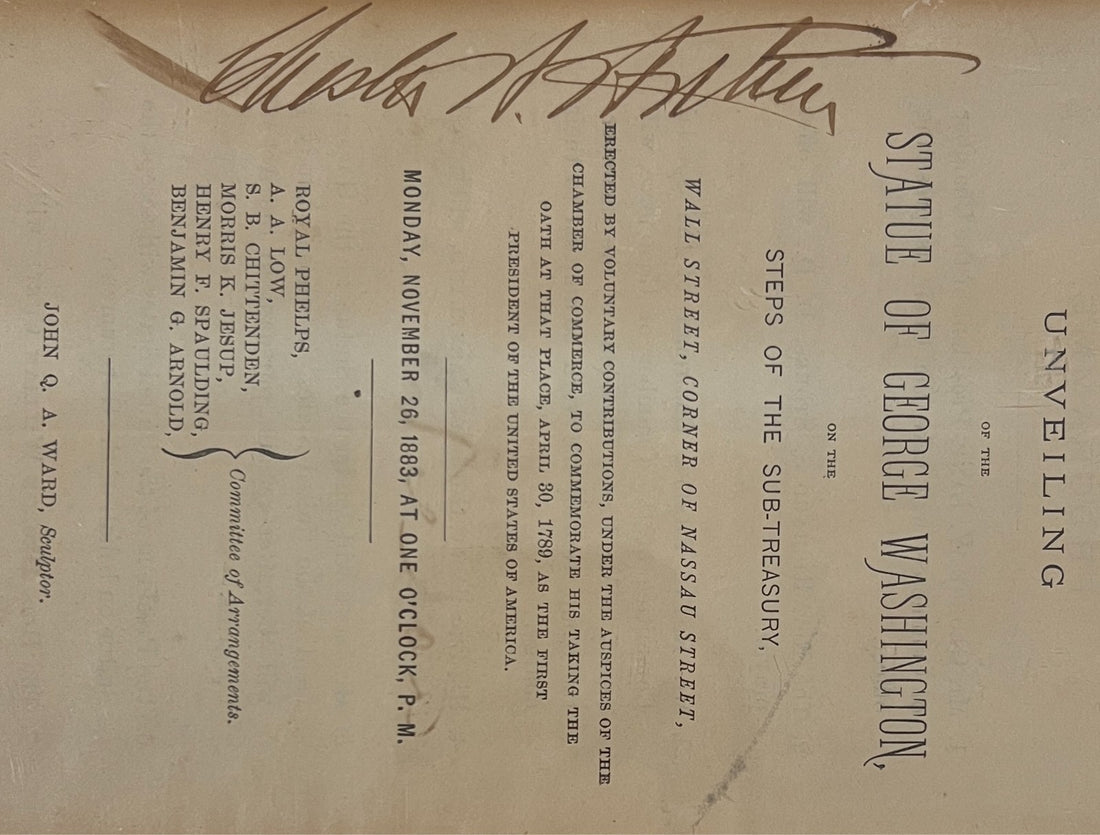 UNVEILING
OF THE
STATUE OF GEORGE WASHINGTON,
ON THE
STEPS OF THE SUB-TREASURY,
WALL STREET, CORNER OF NASSAU STREET,
ERECTED BY VOLUNTARY CONTRIBUTIONS, UNDER THE AUSPICES OF THE
CHAMBER OF COMMERCE, TO COMMEMORATE HIS TAKING THE
OATH AT THAT PLACE, APRIL 30, 1789, AS THE FIRST
PRESIDENT OF THE UNITED STATES OF AMERICA.
MONDAY, NOVEMBER 26, 1883, AT ONE O'CLOCK, P. M.
ROYAL PHELPS,
A. A. LOW,
S. B. CHITTENDEN,
MORRIS K. JESUP,
HENRY F. SPAULDING,
BENJAMIN G. ARNOLD,
Committee of Arrangements.
JOHN Q. A. WARD, Sculptor.
Chester A. Arthur